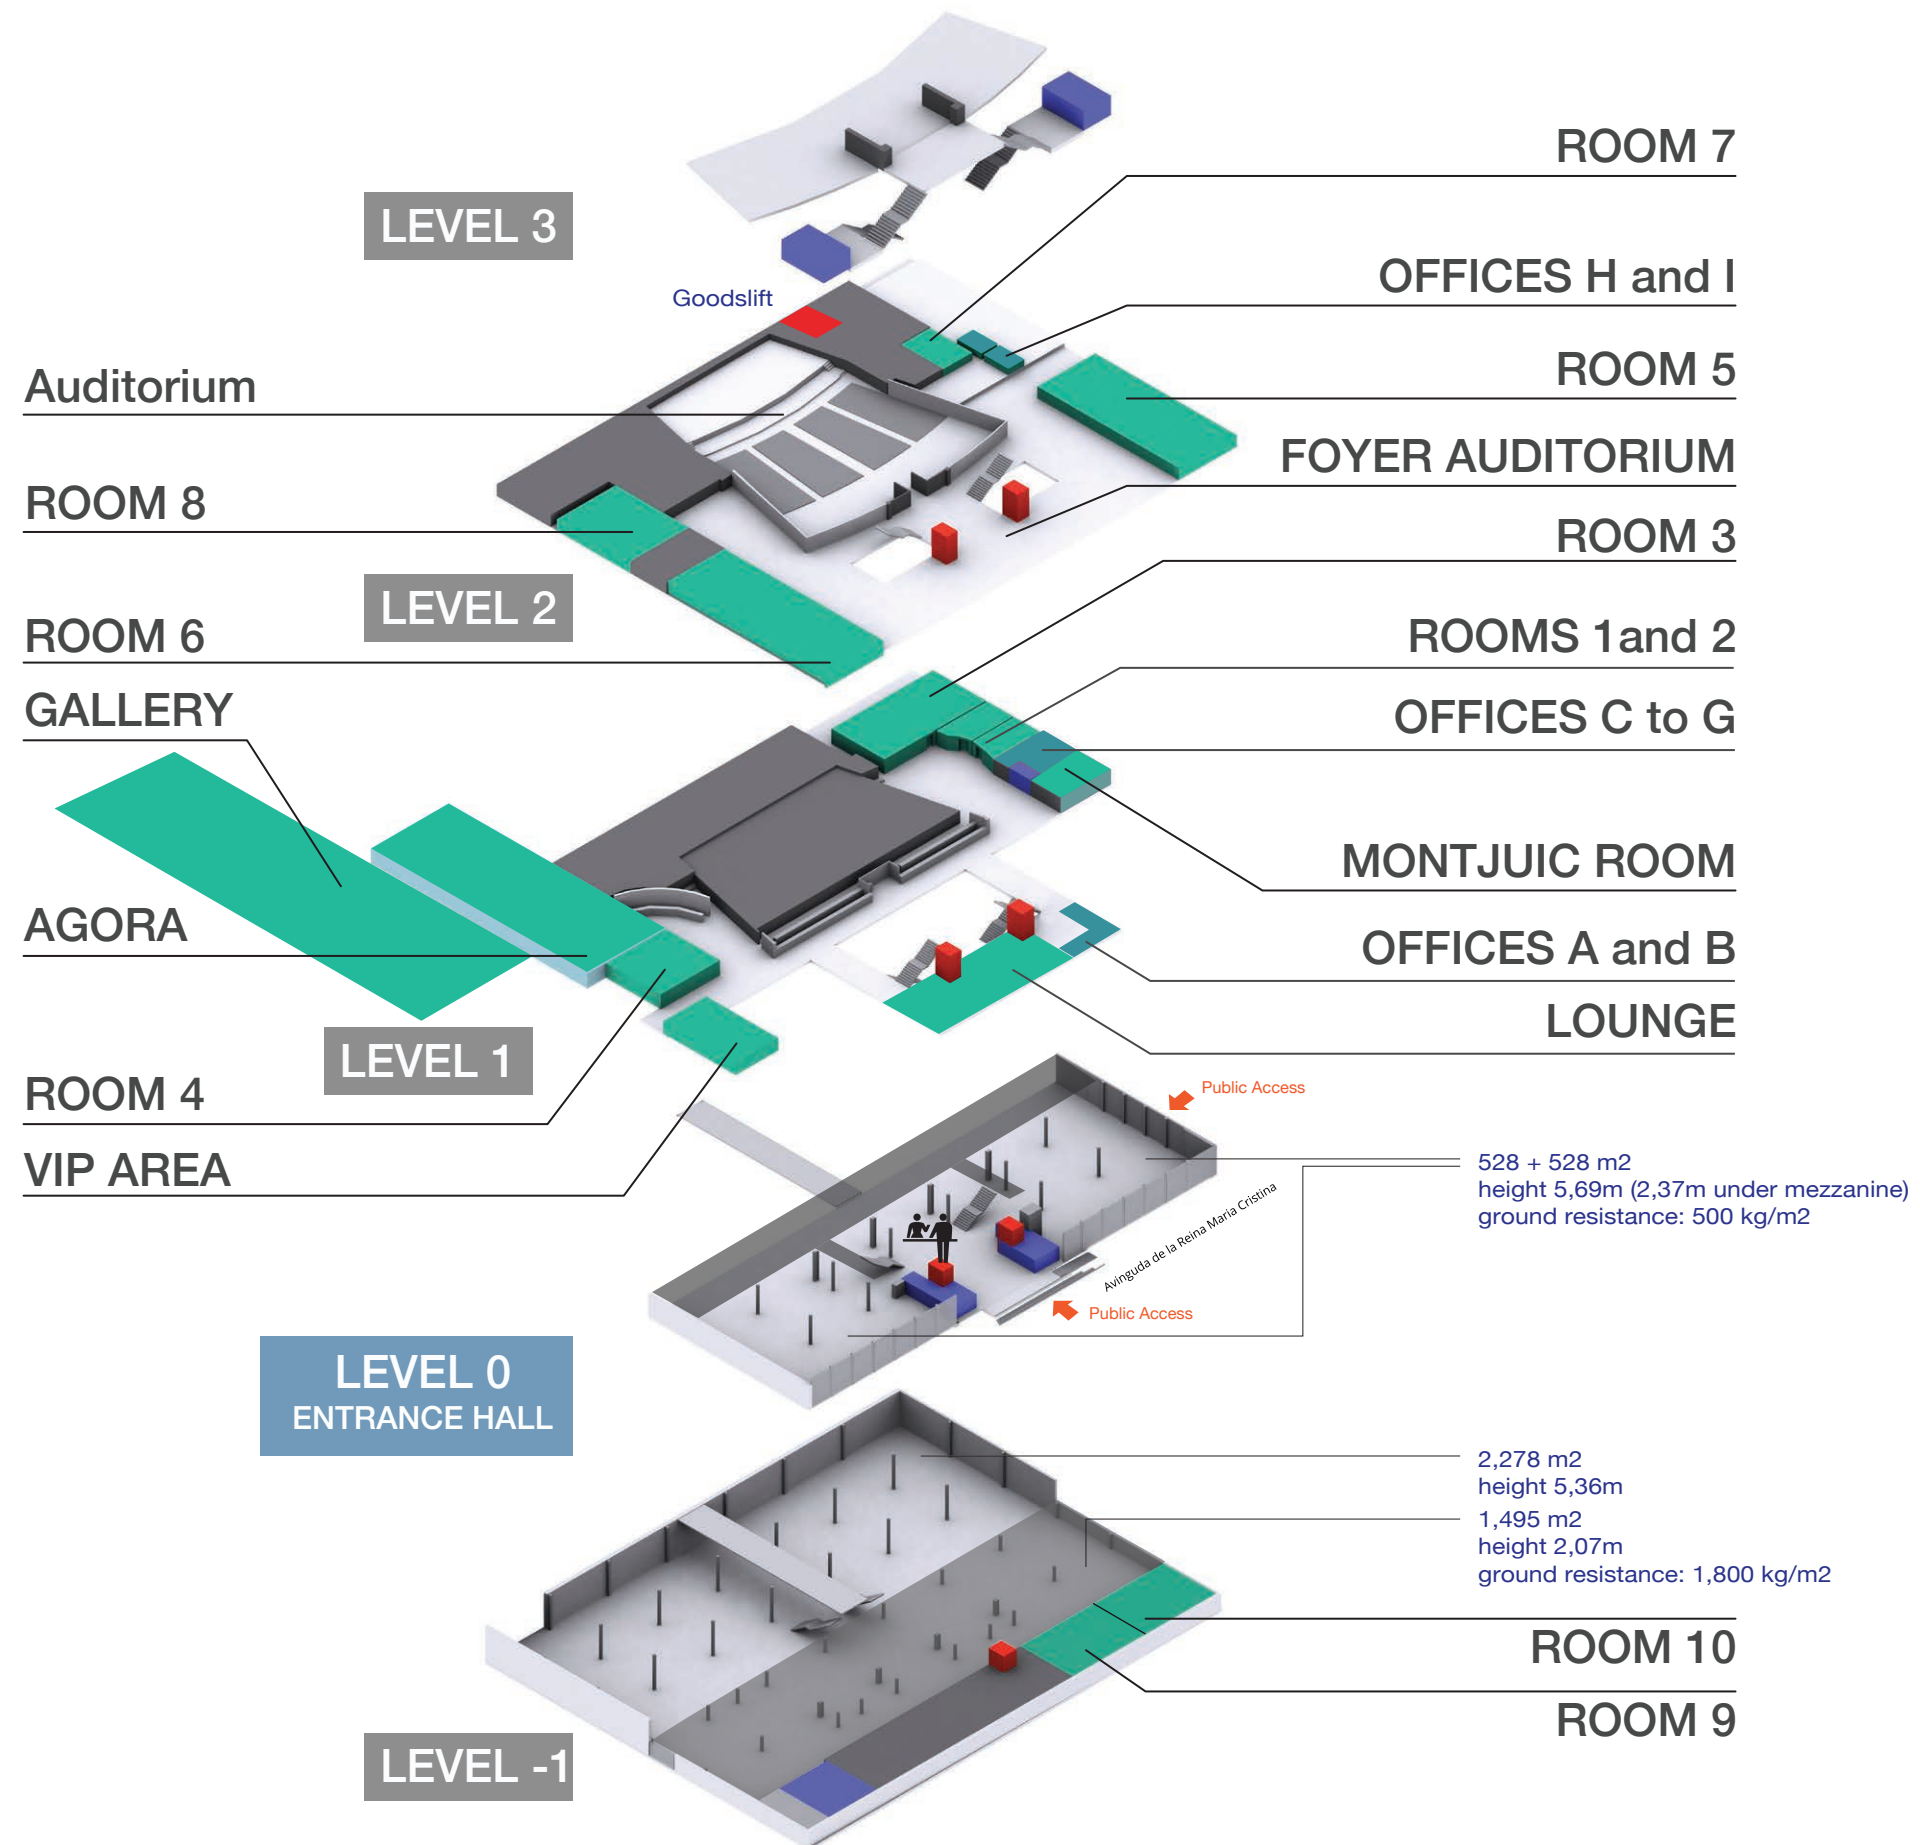 ROOM 7
LEVEL 3
OFFICES H and I
Goodslift
ROOM 5
Auditorium
FOYER AUDITORIUM
ROOM 8
ROOM 3
LEVEL 2
ROOM 6
ROOMS 1and 2
GALLERY
OFFICES C to G
MONTJUIC ROOM
AGORA
OFFICES A and B
LOUNGE
LEVEL 1
ROOM 4
Public Access
VIP AREA
528 + 528 m2
height 5,69m (2,37m under mezzanine)
ground resistance: 500 kg/m2
Avinguda de la Reina Maria Cristina
Public Access
LEVEL 0
ENTRANCE HALL
2,278 m2
height 5,36m
1,495 m2
height 2,07m
ground resistance: 1,800 kg/m2
ROOM 10
ROOM 9
LEVEL -1